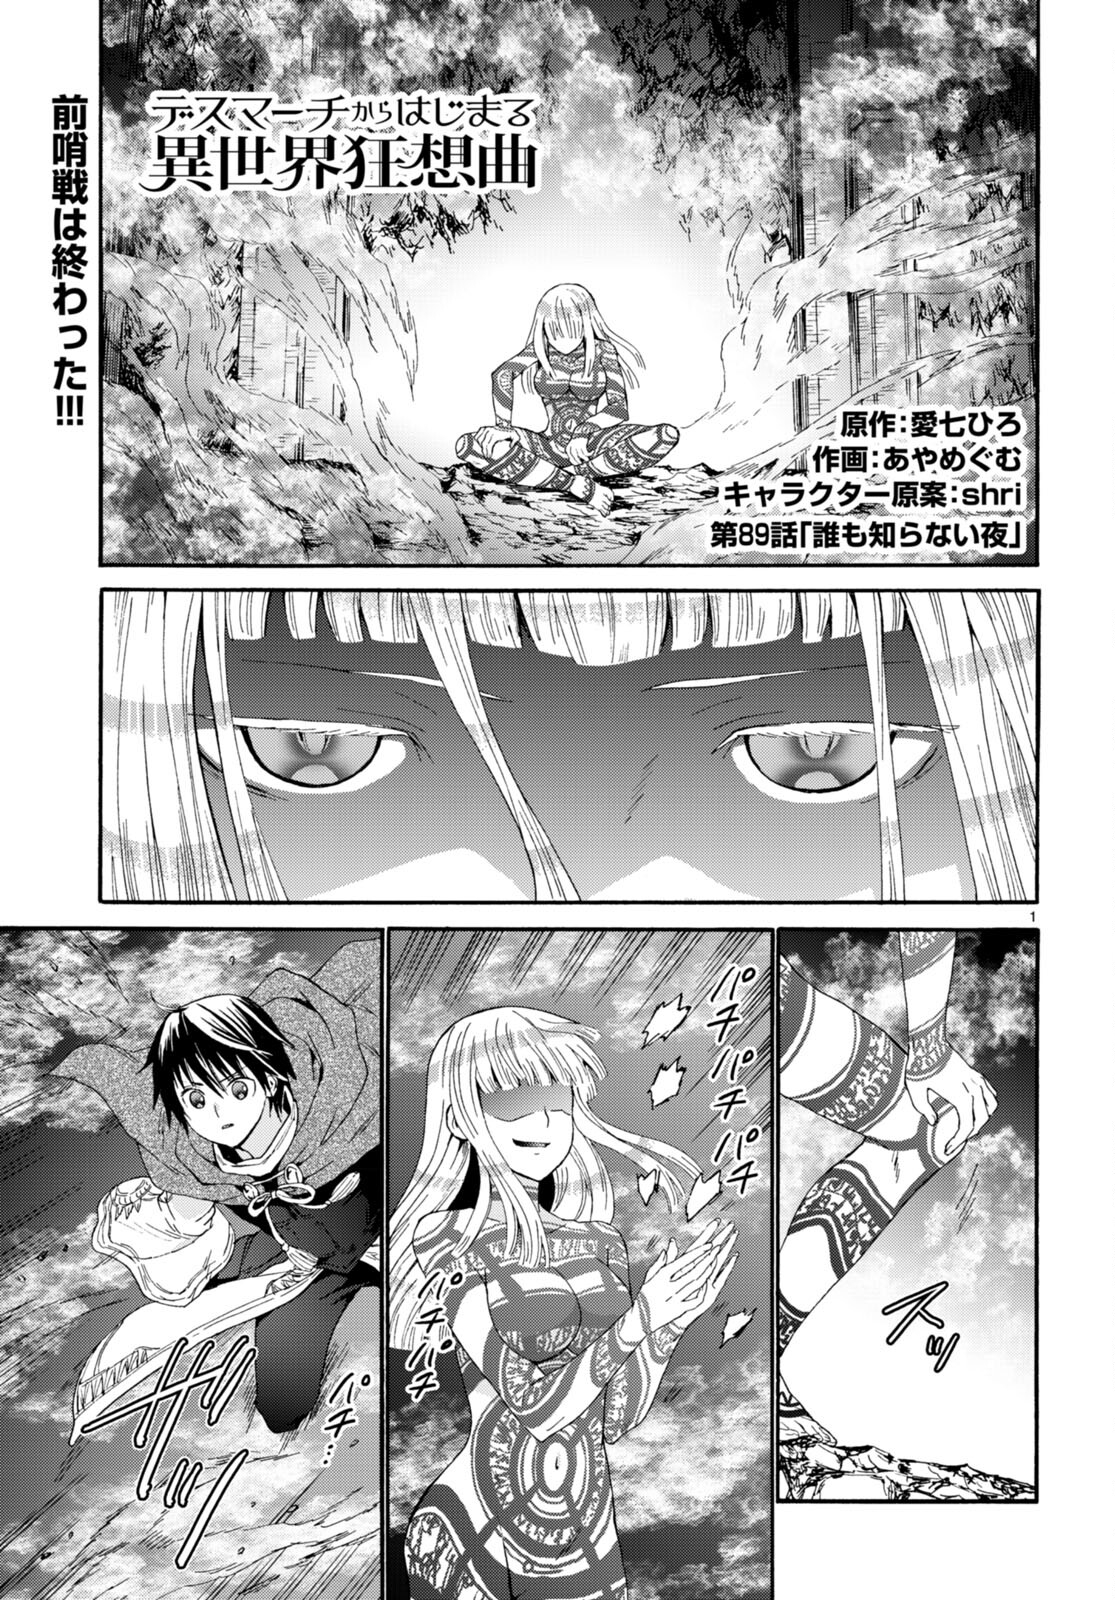 前哨戦は終わった!!!
デスマーチからはじまる
異世界狂想曲
原作：愛七ひろ
作画：あやめぐむ
キャラクター原案：shri
第89話「誰も知らない夜」
1
スッ
パチ
パチ
パチ
パチ
パチ
パチ…
ザザッ